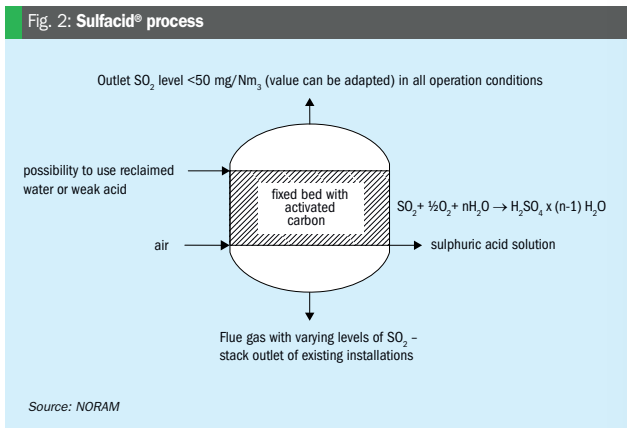 Fig. 2: Sulfacid® process
Outlet SO₂ level <50 mg/Nm₃ (value can be adapted) in all operation conditions
possibility to use reclaimed
water or weak acid
fixed bed with
activated
carbon
SO₂+ ½O₂+ nH₂O → H₂SO₄ x (n-1) H₂O
air
sulphuric acid solution
Flue gas with varying levels of SO₂ –
stack outlet of existing installations
Source: NORAM